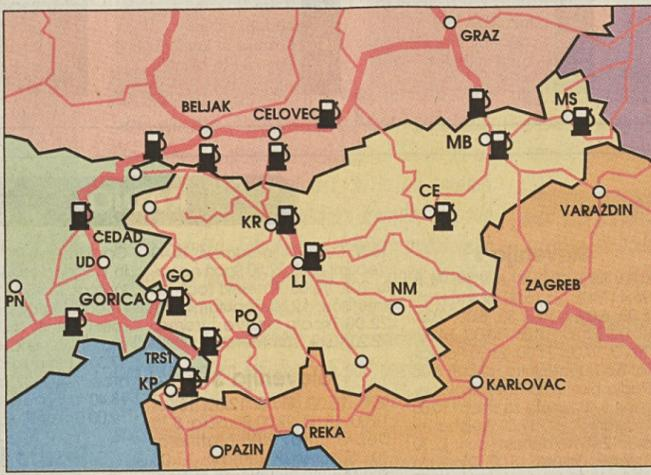 GRAZ
BELJAK
CELOVEC
MS
MB
CE
VARAŽDIN
KR
ČEDAD
UD
LJ
GO
GORICA
PN
NM
ZAGREB
PO
TRST
KP
KARLOVAC
REKA
PAZIN